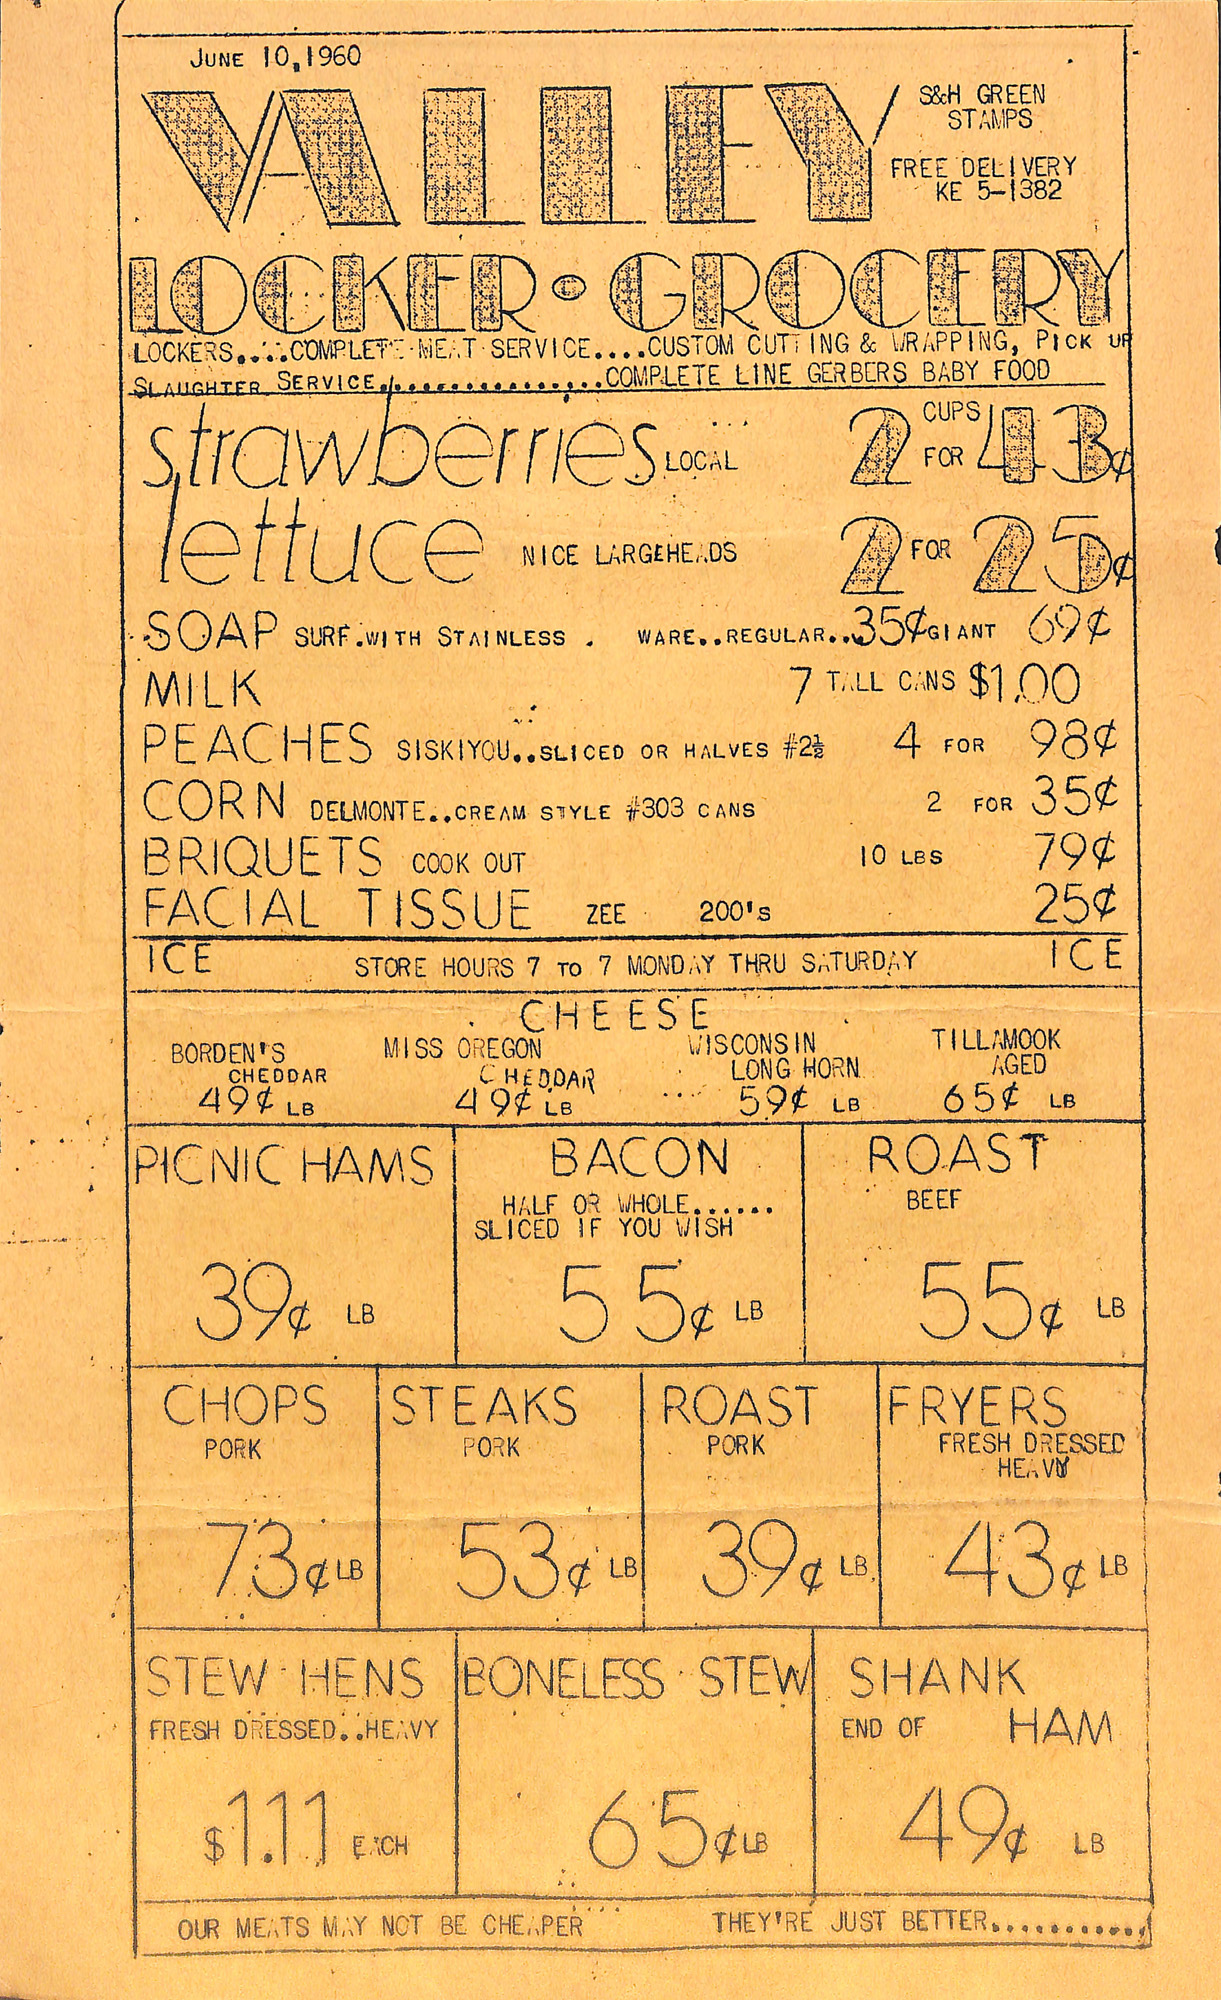 JUNE 10, 1960
VALLEY
S&H GREEN
STAMPS
FREE DELIVERY
KE 5-1382
LOCKER · GROCERY
LOCKERS.....COMPLETE MEAT SERVICE....CUSTOM CUTTING & WRAPPING, PICK UP
SLAUGHTER SERVICE.................COMPLETE LINE GERBERS BABY FOOD
strawberries LOCAL 2 CUPS FOR 43¢
lettuce NICE LARGEHEADS 2 FOR 25¢
SOAP SURF.WITH STAINLESS . WARE..REGULAR..35¢ GIANT 69¢
MILK 7 TALL CANS $1.00
PEACHES SISKIYOU..SLICED OR HALVES #2½ 4 FOR 98¢
CORN DELMONTE..CREAM STYLE #303 CANS 2 FOR 35¢
BRIQUETS COOK OUT 10 LBS 79¢
FACIAL TISSUE ZEE 200's 25¢
ICE STORE HOURS 7 TO 7 MONDAY THRU SATURDAY ICE
CHEESE
BORDEN'S
CHEDDAR
49¢ LB
MISS OREGON
CHEDDAR
49¢ LB
WISCONSIN
LONG HORN
59¢ LB
TILLAMOOK
AGED
65¢ LB
PICNIC HAMS
39¢ LB
BACON
HALF OR WHOLE......
SLICED IF YOU WISH
55¢ LB
ROAST
BEEF
55¢ LB
CHOPS
PORK
73¢ LB
STEAKS
PORK
53¢ LB
ROAST
PORK
39¢ LB.
FRYERS
FRESH DRESSED
HEAVY
43¢ LB
STEW HENS
FRESH DRESSED..HEAVY
$1.11 EACH
BONELESS STEW
65¢ LB
SHANK
END OF HAM
49¢ LB
OUR MEATS MAY NOT BE CHEAPER THEY'RE JUST BETTER............